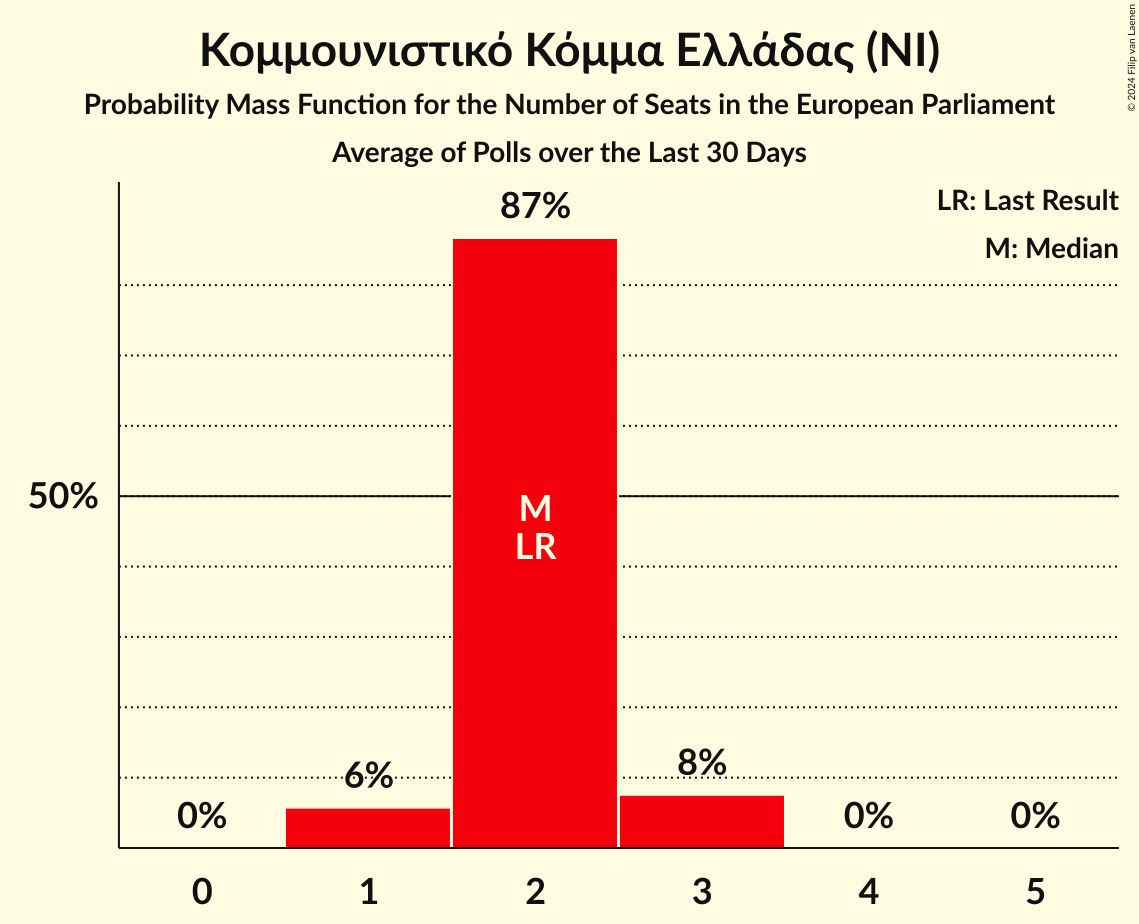 Κομμουνιστικό Κόμμα Ελλάδας (NI)
Probability Mass Function for the Number of Seats in the European Parliament
Average of Polls over the Last 30 Days
© 2024 Filip van Laenen
LR: Last Result
M: Median
87%
50%
M
LR
6%
8%
0%
0%
0%
0
1
2
3
4
5